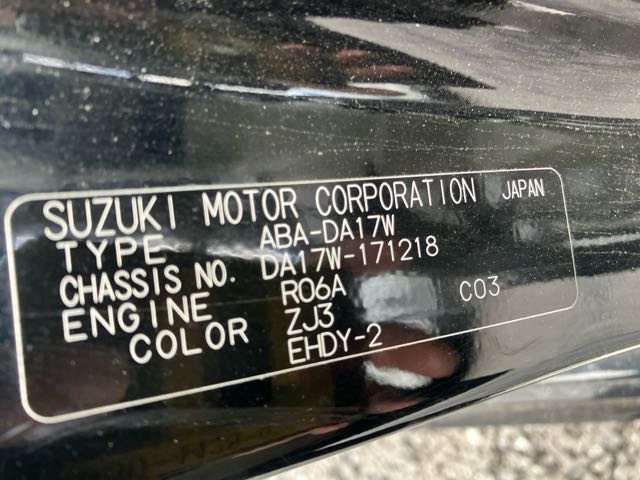 SUZUKI MOTOR CORPORATION JAPAN
TYPE ABA-DA17W
CHASSIS NO. DA17W-171218
ENGINE R06A C03
COLOR ZJ3
EHDY-2